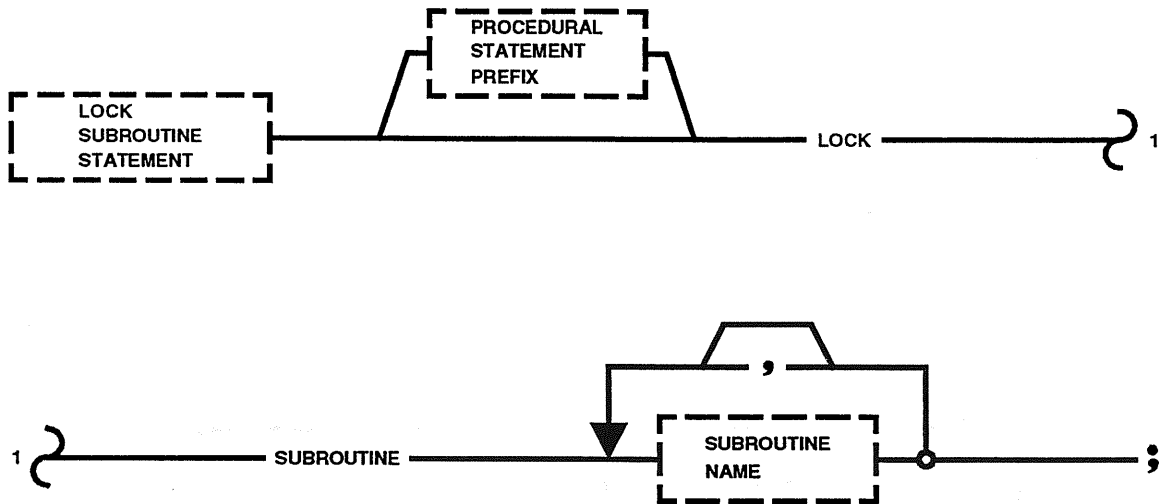 PROCEDURAL
STATEMENT
PREFIX
LOCK
SUBROUTINE
STATEMENT
LOCK
1
,
1
SUBROUTINE
SUBROUTINE
NAME
;